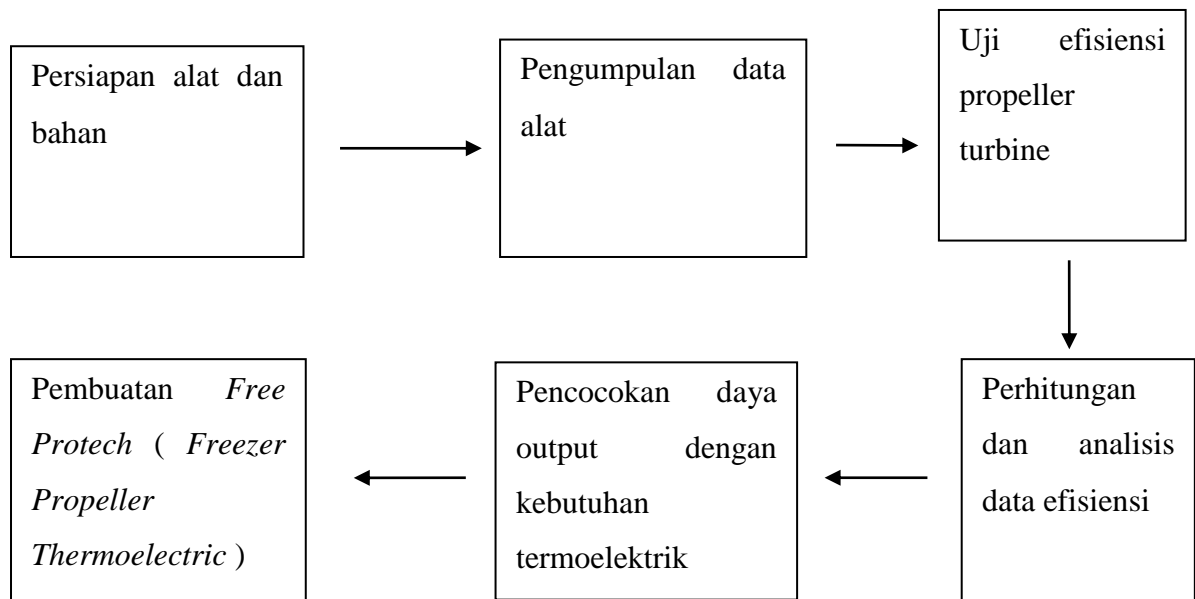 Persiapan alat dan
bahan
Pengumpulan data
alat
Uji efisiensi
propeller
turbine
Perhitungan
dan analisis
data efisiensi
Pencocokan daya
output dengan
kebutuhan
termoelektrik
Pembuatan Free
Protech ( Freezer
Propeller
Thermoelectric )